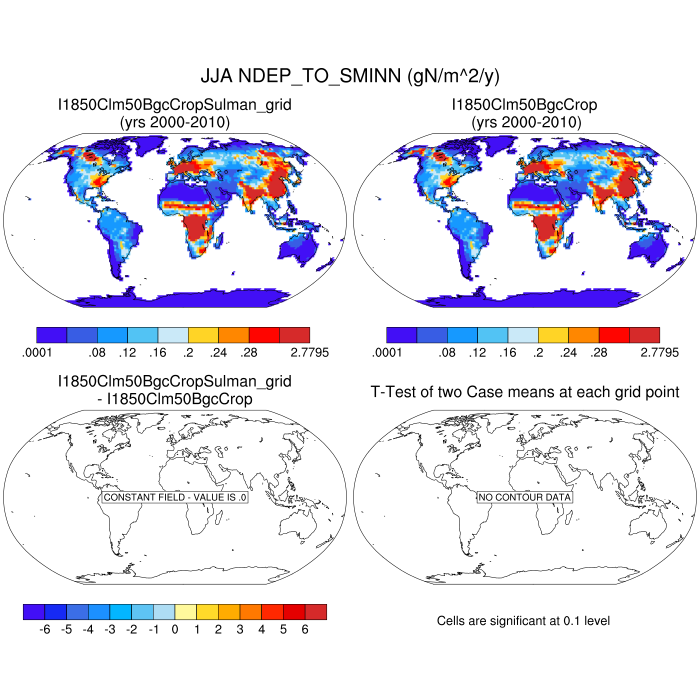 JJA NDEP_TO_SMINN (gN/m^2/y)
I1850Clm50BgcCropSulman_grid
(yrs 2000-2010)
I1850Clm50BgcCrop
(yrs 2000-2010)
.0001 .08 .12 .16 .2 .24 .28 2.7795
.0001 .08 .12 .16 .2 .24 .28 2.7795
I1850Clm50BgcCropSulman_grid
- I1850Clm50BgcCrop
T-Test of two Case means at each grid point
CONSTANT FIELD - VALUE IS .0
NO CONTOUR DATA
-6 -5 -4 -3 -2 -1 0 1 2 3 4 5 6
Cells are significant at 0.1 level